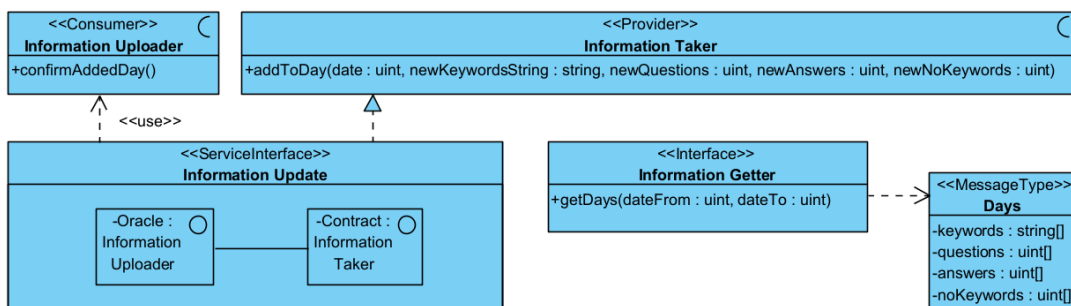 <<Consumer>>
Information Uploader
+confirmAddedDay()
<<Provider>>
Information Taker
+addToDay(date : uint, newKeywordsString : string, newQuestions : uint, newAnswers : uint, newNoKeywords : uint)
<<use>>
<<ServiceInterface>>
Information Update
-Oracle :
Information
Uploader
-Contract :
Information
Taker
<<Interface>>
Information Getter
+getDays(dateFrom : uint, dateTo : uint)
<<MessageType>>
Days
-keywords : string[]
-questions : uint[]
-answers : uint[]
-noKeywords : uint[]